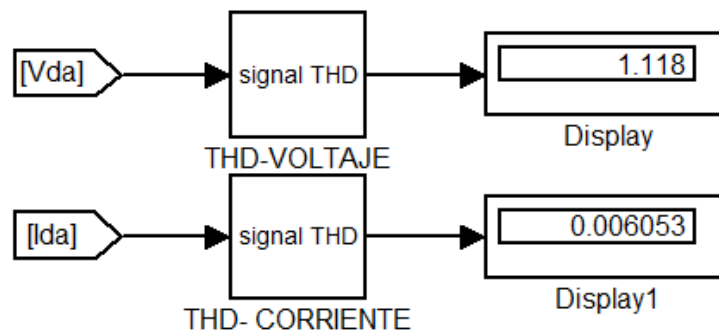 [Vda]
signal THD
1.118
THD-VOLTAJE
Display
[Ida]
signal THD
0.006053
THD- CORRIENTE
Display1